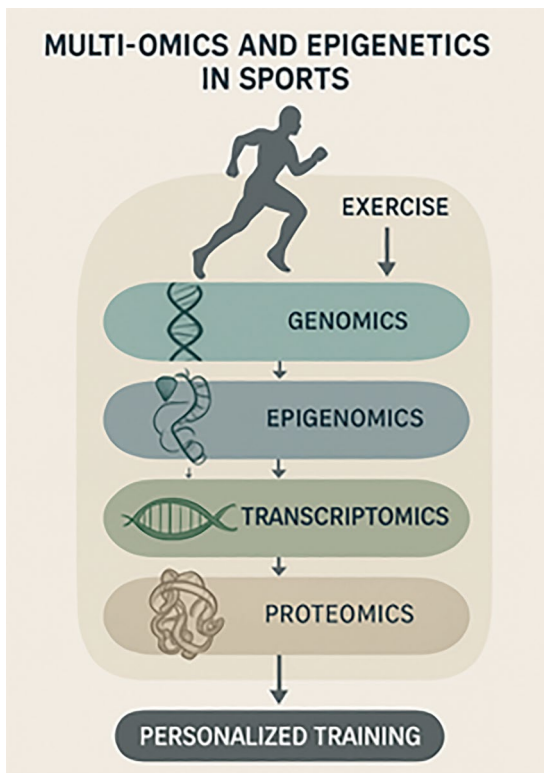 MULTI-OMICS AND EPIGENETICS
IN SPORTS
EXERCISE
GENOMICS
EPIGENOMICS
TRANSCRIPTOMICS
PROTEOMICS
PERSONALIZED TRAINING